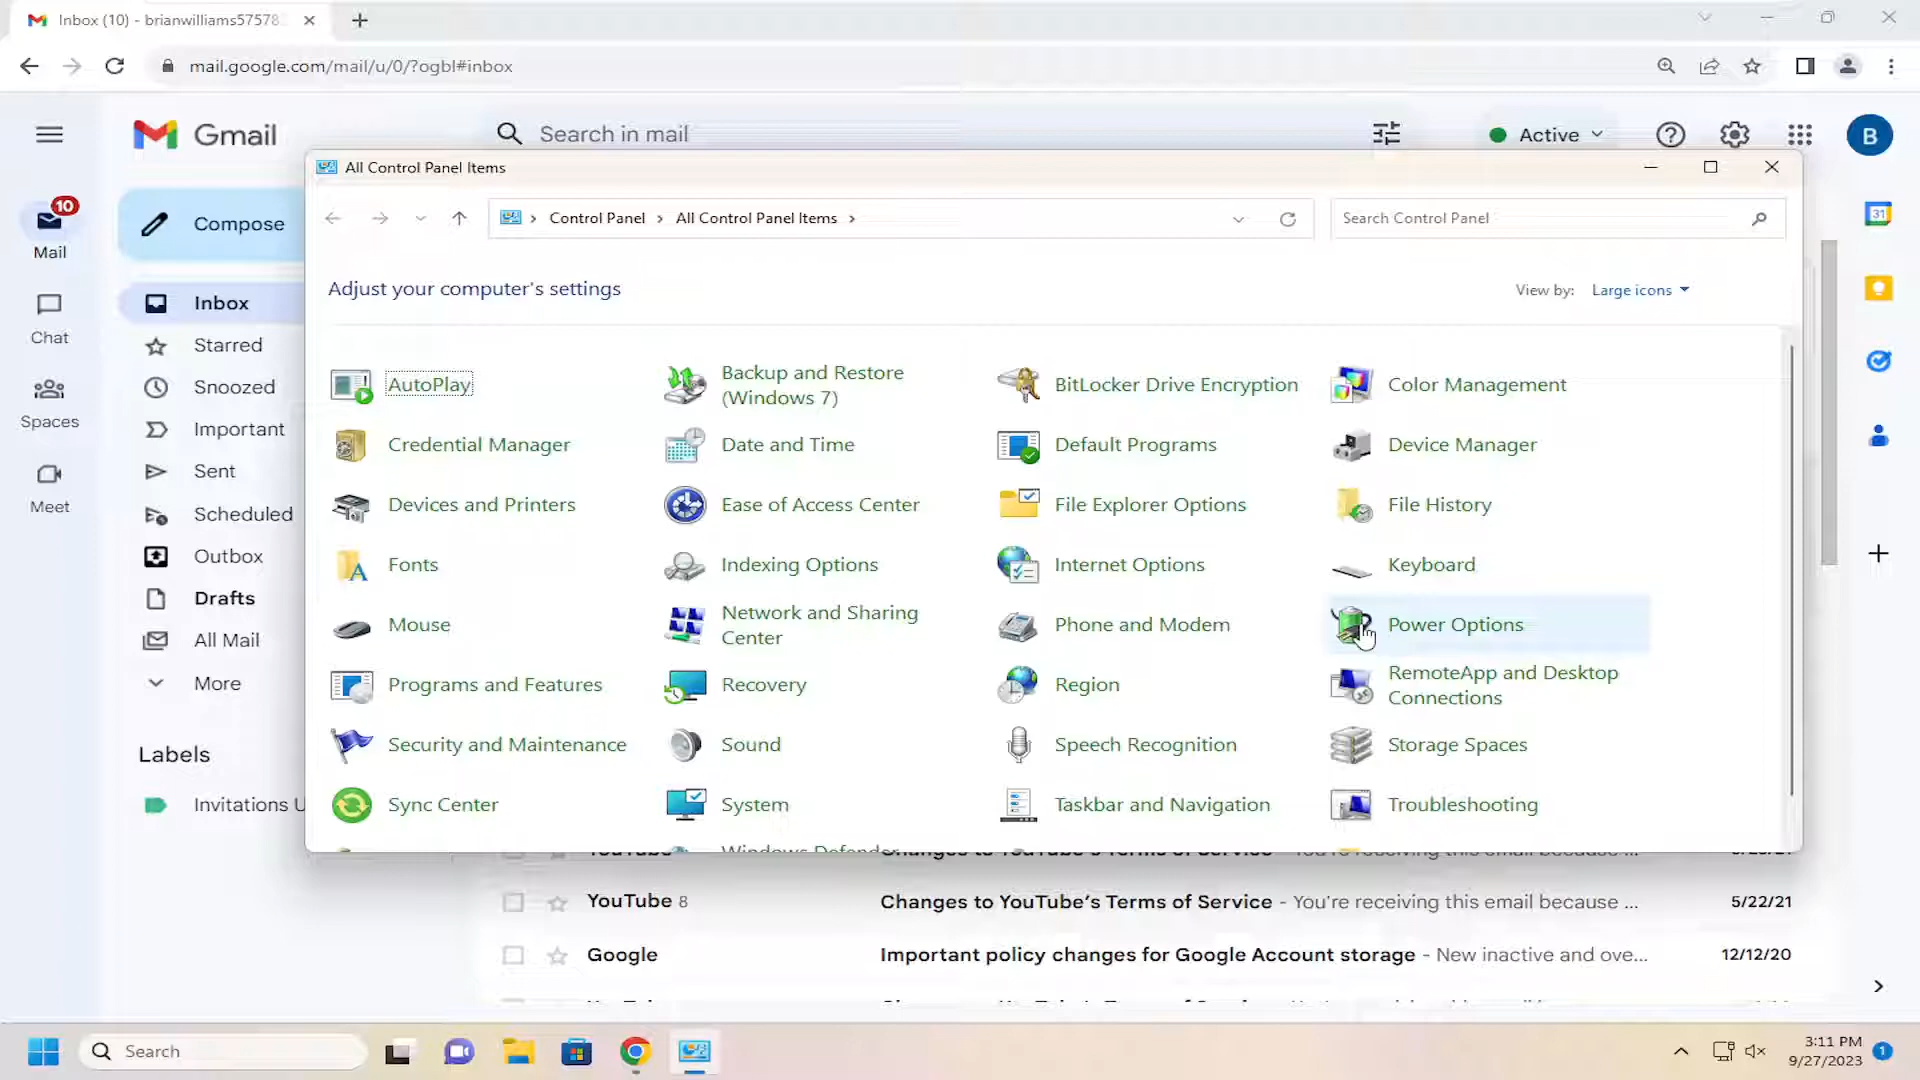 Inbox (10) - brianwilliams57578
mail.google.com/mail/u/0/?ogbl#inbox
Gmail
Search in mail
Active
B
10
Mail
Compose
Chat
Spaces
Meet
Inbox
Starred
Snoozed
Important
Sent
Scheduled
Outbox
Drafts
All Mail
More
Labels
Invitations U
All Control Panel Items
Control Panel
All Control Panel Items
Search Control Panel
Adjust your computer's settings
View by: Large icons
AutoPlay
Backup and Restore
(Windows 7)
BitLocker Drive Encryption
Color Management
Credential Manager
Date and Time
Default Programs
Device Manager
Devices and Printers
Ease of Access Center
File Explorer Options
File History
Fonts
Indexing Options
Internet Options
Keyboard
Mouse
Network and Sharing
Center
Phone and Modem
Power Options
Programs and Features
Recovery
Region
RemoteApp and Desktop
Connections
Security and Maintenance
Sound
Speech Recognition
Storage Spaces
Sync Center
System
Taskbar and Navigation
Troubleshooting
Windows Defender
31
YouTube 8 Changes to YouTube's Terms of Service - You're receiving this email because ... 5/22/21
Google Important policy changes for Google Account storage - New inactive and ove... 12/12/20
Search
3:11 PM
9/27/2023
1